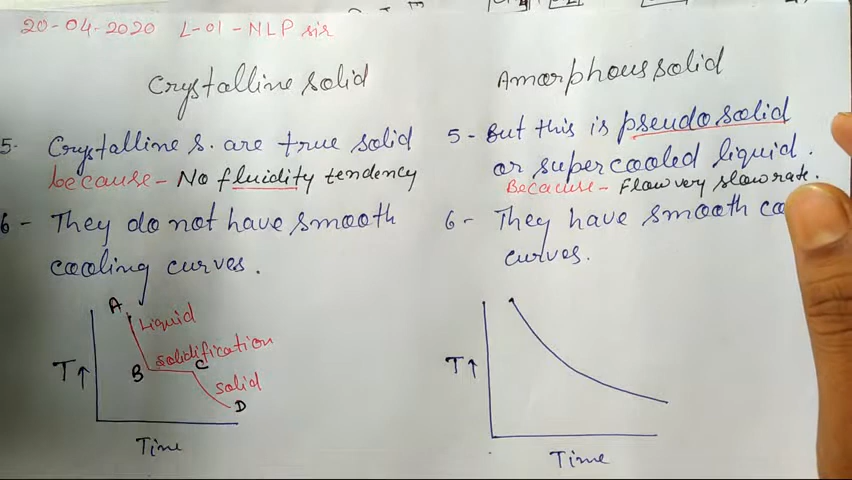 20-04-2020 L-01-NLP sir
Crystalline solid
5- Crystalline s. are true solid
because- No fluidity tendency
6- They do not have smooth
cooling curves.
A
Liquid
solidification
B
C
solid
D
T↑
Time
Amorphous solid
5- But this is pseudo solid
or supercooled liquid.
Because- Flow very slow rate.
6- They have smooth
curves.
T↑
Time